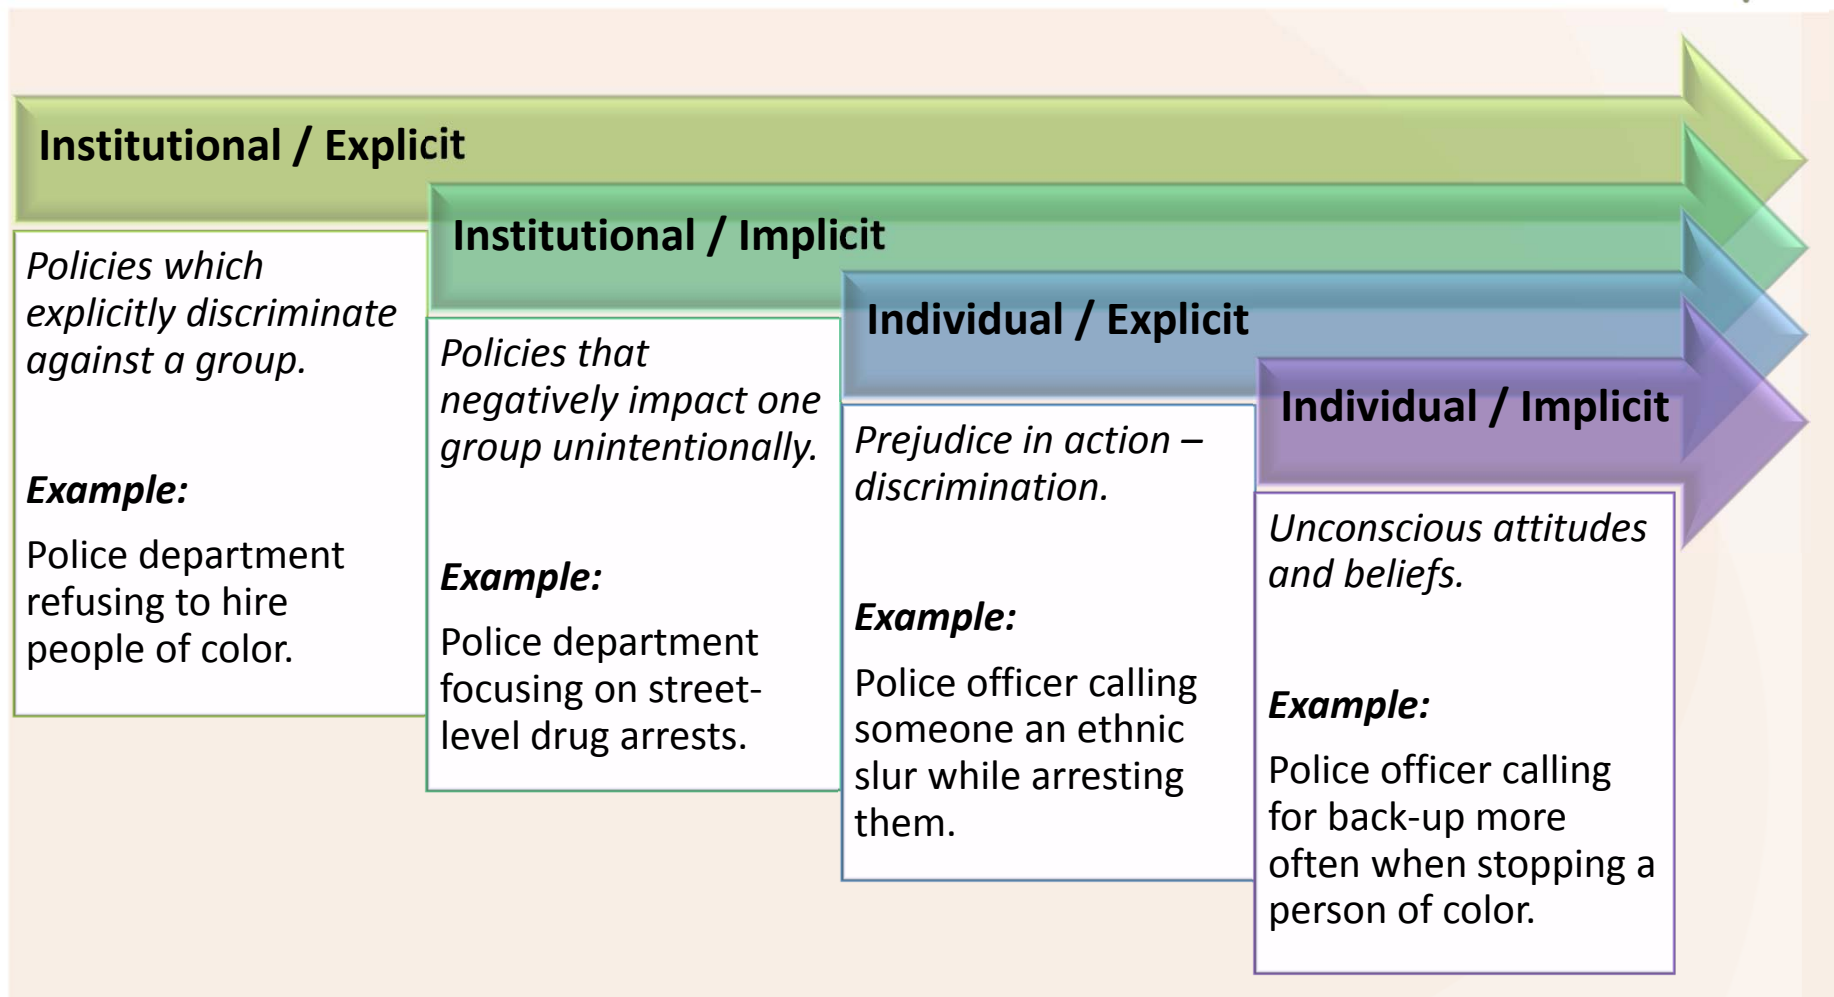 Institutional / Explicit
Policies which
explicitly discriminate
against a group.
Example:
Police department
refusing to hire
people of color.
Institutional / Implicit
Policies that
negatively impact one
group unintentionally.
Example:
Police department
focusing on street-
level drug arrests.
Individual / Explicit
Prejudice in action –
discrimination.
Example:
Police officer calling
someone an ethnic
slur while arresting
them.
Individual / Implicit
Unconscious attitudes
and beliefs.
Example:
Police officer calling
for back-up more
often when stopping a
person of color.